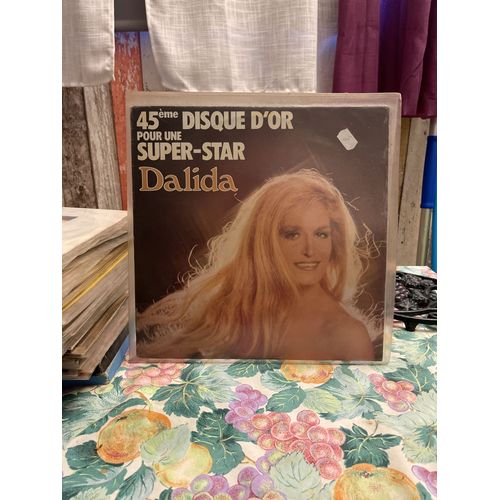 45ème DISQUE D'OR
POUR UNE
SUPER-STAR
Dalida